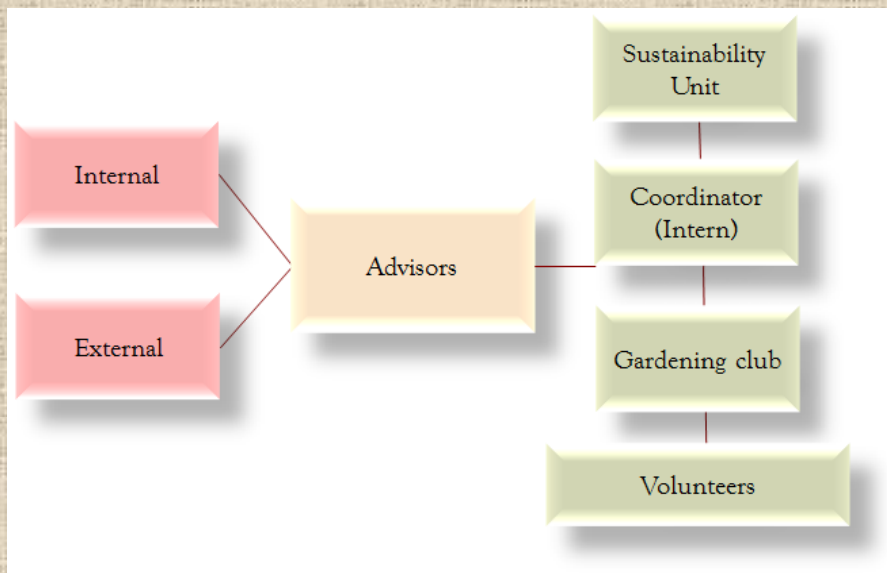 Sustainability
Unit
Internal
Coordinator
(Intern)
Advisors
External
Gardening club
Volunteers